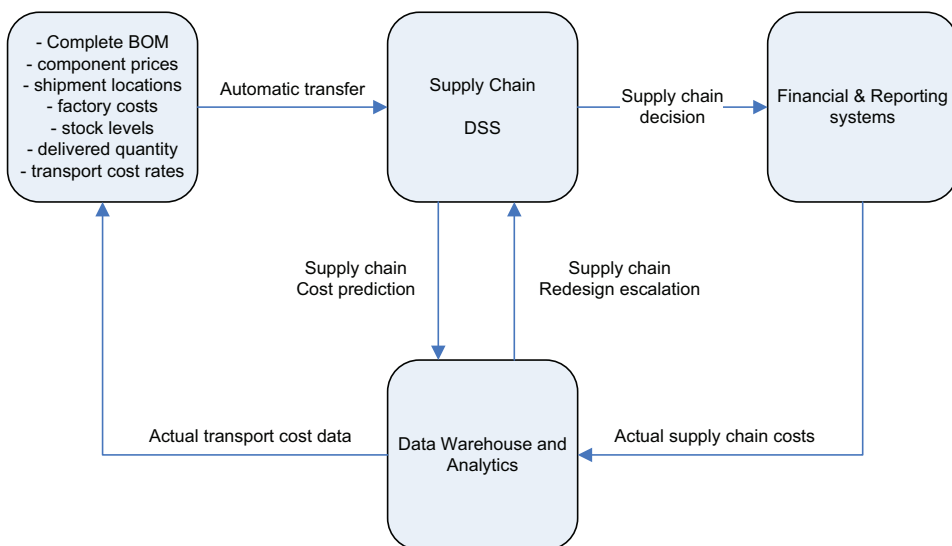 - Complete BOM
- component prices
- shipment locations
- factory costs
- stock levels
- delivered quantity
- transport cost rates
Automatic transfer
Supply Chain
DSS
Supply chain
decision
Financial & Reporting
systems
Supply chain
Cost prediction
Supply chain
Redesign escalation
Actual transport cost data
Data Warehouse and
Analytics
Actual supply chain costs